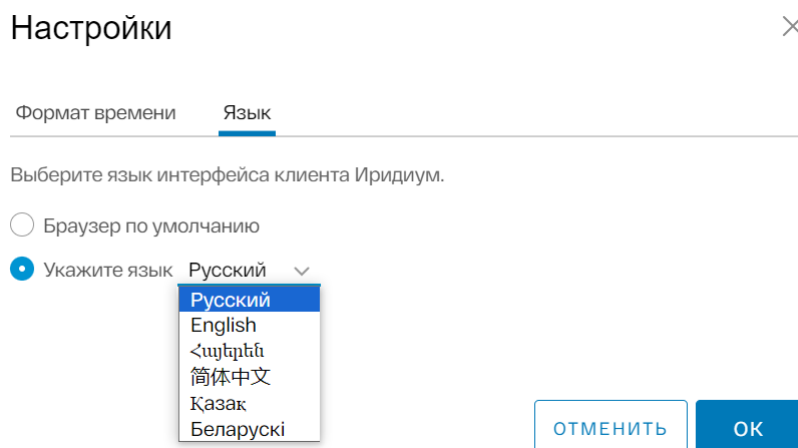 Настройки
Формат времени Язык
Выберите язык интерфейса клиента Иридиум.
Браузер по умолчанию
Укажите язык Русский
Русский
English
Հայերեն
简体中文
Қазақ
Беларускі
ОТМЕНИТЬ ОК